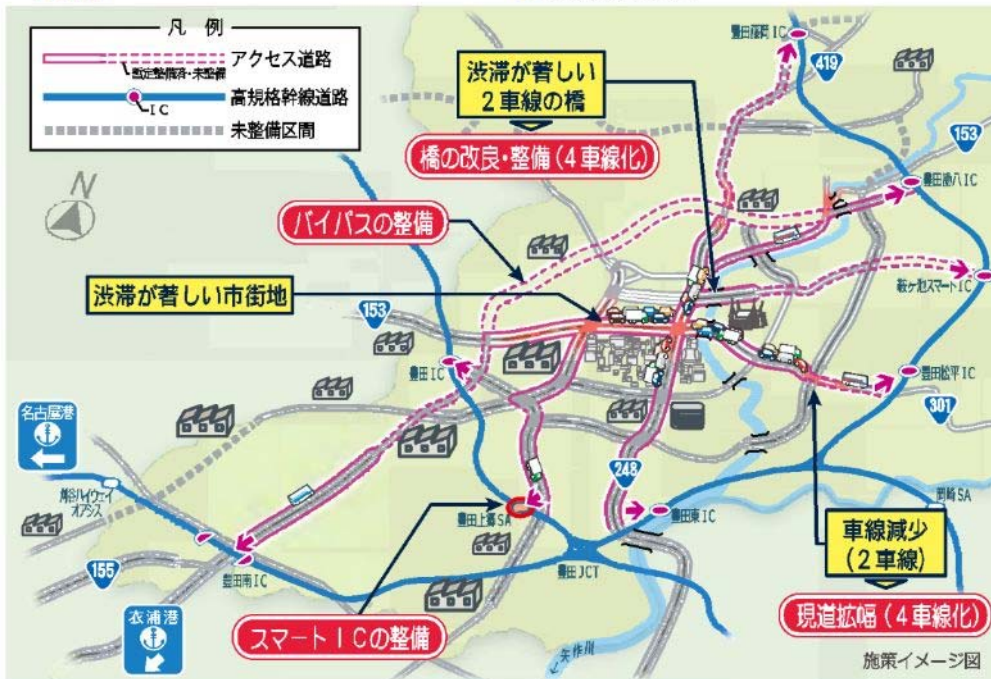 凡 例
アクセス道路
暫定整備済・未整備
高規格幹線道路
IC
未整備区間
N
豊田藤岡IC
419
渋滞が著しい
2車線の橋
橋の改良・整備(4車線化)
153
豊田勘八IC
バイパスの整備
渋滞が著しい市街地
153
鞍ケ池スマートIC
豊田IC
豊田松平IC
301
名古屋港
刈谷ハイウェイ
オアシス
248
岡崎SA
豊田上郷SA
豊田東IC
車線減少
(2車線)
155
豊田南IC
豊田JCT
衣浦港
スマートICの整備
現道拡幅(4車線化)
矢作川
施策イメージ図